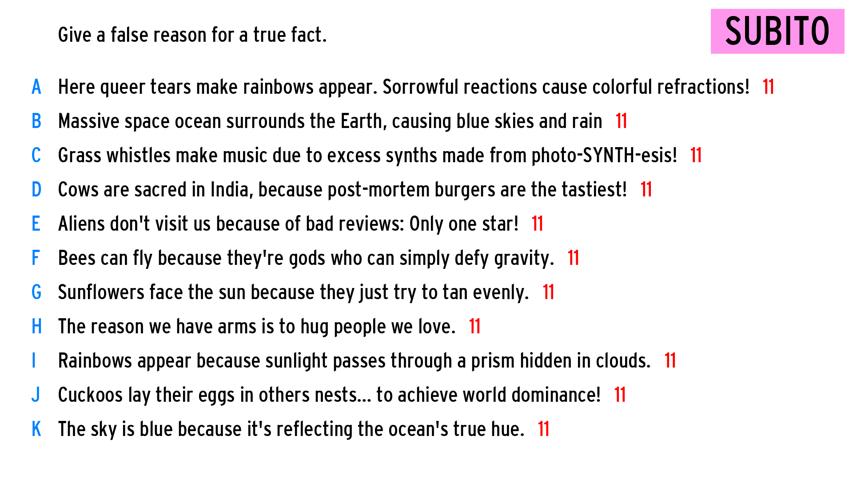 Give a false reason for a true fact.
SUBITO
A Here queer tears make rainbows appear. Sorrowful reactions cause colorful refractions! 11
B Massive space ocean surrounds the Earth, causing blue skies and rain 11
C Grass whistles make music due to excess synths made from photo-SYNTH-esis! 11
D Cows are sacred in India, because post-mortem burgers are the tastiest! 11
E Aliens don't visit us because of bad reviews: Only one star! 11
F Bees can fly because they're gods who can simply defy gravity. 11
G Sunflowers face the sun because they just try to tan evenly. 11
H The reason we have arms is to hug people we love. 11
I Rainbows appear because sunlight passes through a prism hidden in clouds. 11
J Cuckoos lay their eggs in others nests... to achieve world dominance! 11
K The sky is blue because it's reflecting the ocean's true hue. 11